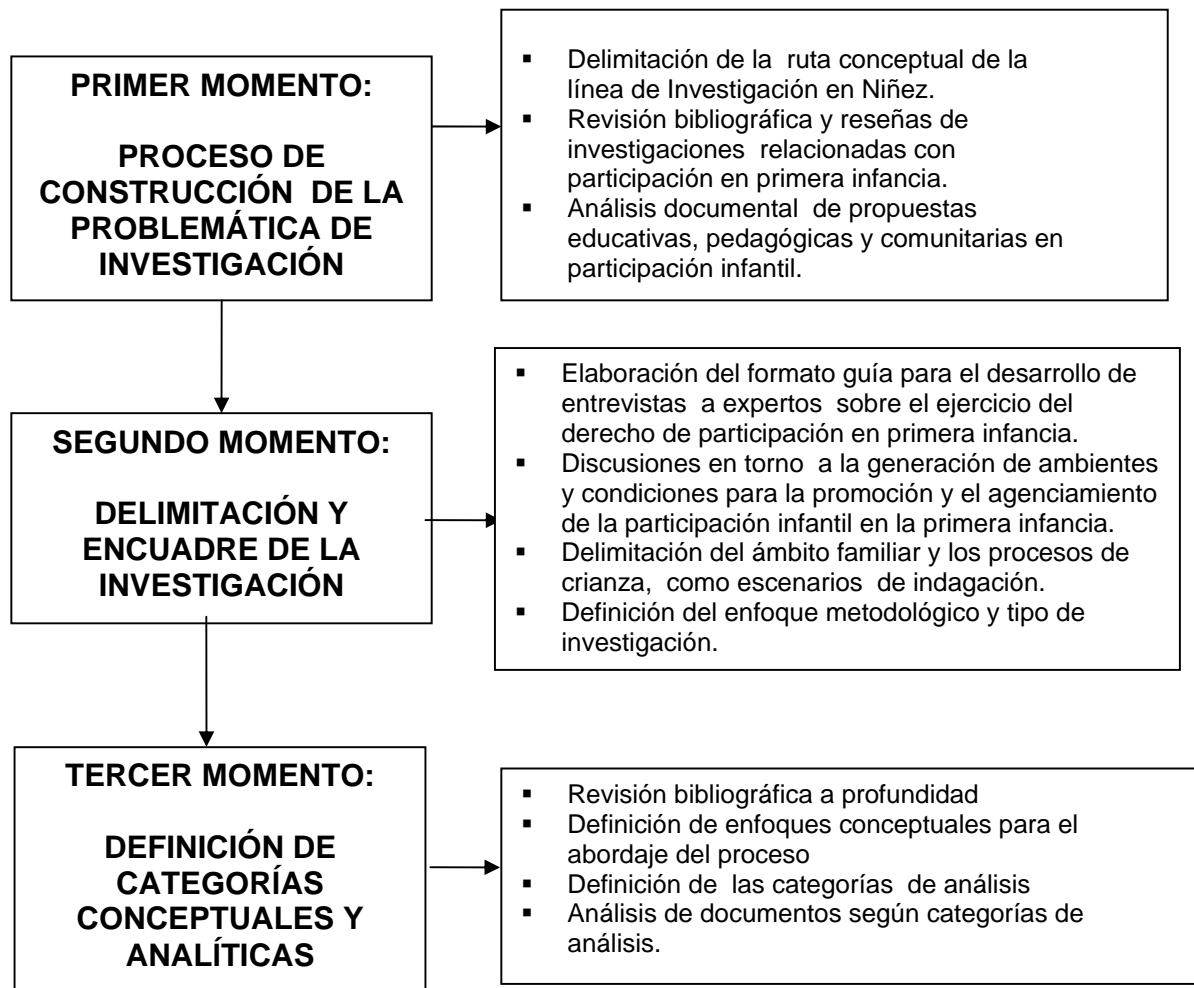 PRIMER MOMENTO:
PROCESO DE
CONSTRUCCIÓN DE LA
PROBLEMÁTICA DE
INVESTIGACIÓN
▪ Delimitación de la ruta conceptual de la
línea de Investigación en Niñez.
▪ Revisión bibliográfica y reseñas de
investigaciones relacionadas con
participación en primera infancia.
▪ Análisis documental de propuestas
educativas, pedagógicas y comunitarias en
participación infantil.
SEGUNDO MOMENTO:
DELIMITACIÓN Y
ENCUADRE DE LA
INVESTIGACIÓN
▪ Elaboración del formato guía para el desarrollo de
entrevistas a expertos sobre el ejercicio del
derecho de participación en primera infancia.
▪ Discusiones en torno a la generación de ambientes
y condiciones para la promoción y el agenciamiento
de la participación infantil en la primera infancia.
▪ Delimitación del ámbito familiar y los procesos de
crianza, como escenarios de indagación.
▪ Definición del enfoque metodológico y tipo de
investigación.
TERCER MOMENTO:
DEFINICIÓN DE
CATEGORÍAS
CONCEPTUALES Y
ANALÍTICAS
▪ Revisión bibliográfica a profundidad
▪ Definición de enfoques conceptuales para el
abordaje del proceso
▪ Definición de las categorías de análisis
▪ Análisis de documentos según categorías de
análisis.